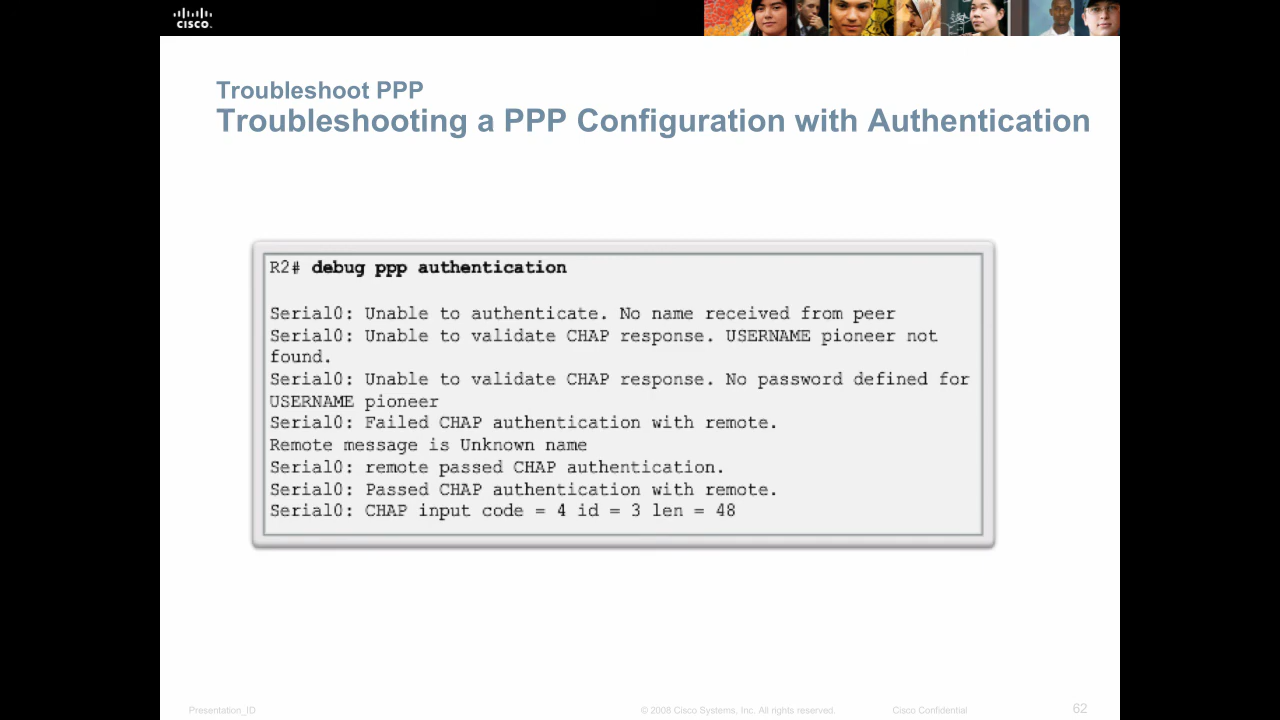 CISCO.
Troubleshoot PPP
Troubleshooting a PPP Configuration with Authentication
R2# debug ppp authentication
Serial0: Unable to authenticate. No name received from peer
Serial0: Unable to validate CHAP response. USERNAME pioneer not
found.
Serial0: Unable to validate CHAP response. No password defined for
USERNAME pioneer
Serial0: Failed CHAP authentication with remote.
Remote message is Unknown name
Serial0: remote passed CHAP authentication.
Serial0: Passed CHAP authentication with remote.
Serial0: CHAP input code = 4 id = 3 len = 48
Presentation_ID
© 2008 Cisco Systems, Inc. All rights reserved.
Cisco Confidential
62